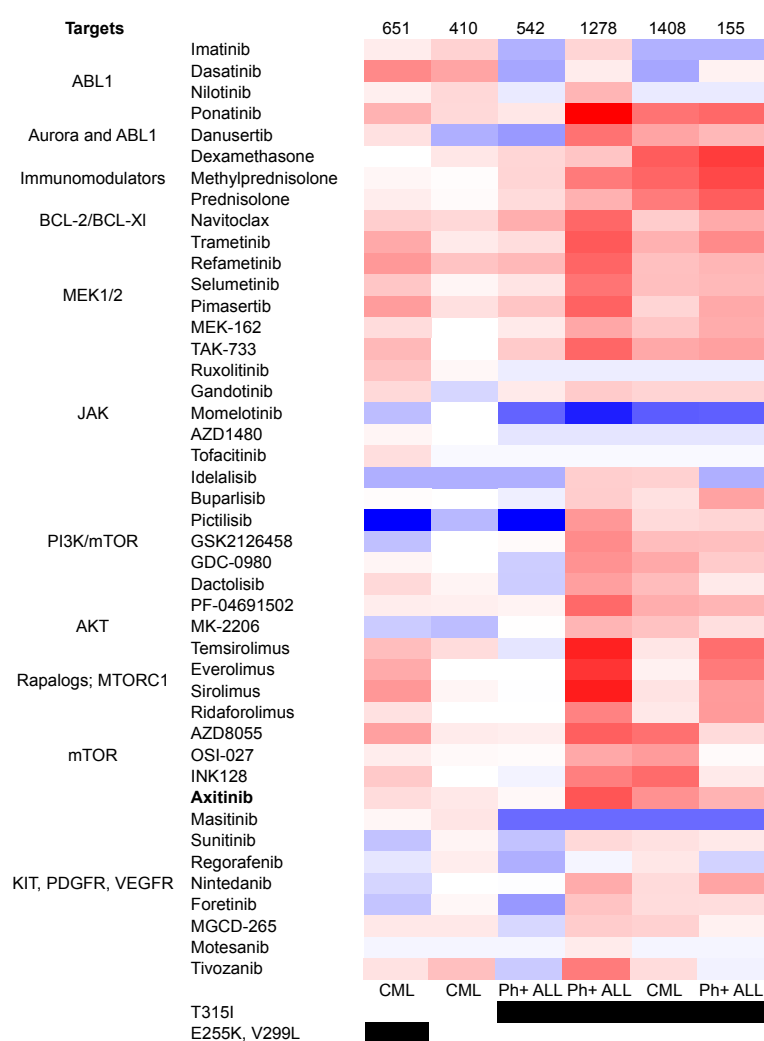 Targets 651 410 542 1278 1408 155
Imatinib
ABL1 Dasatinib
Nilotinib
Ponatinib
Aurora and ABL1 Danusertib
Dexamethasone
Immunomodulators Methylprednisolone
Prednisolone
BCL-2/BCL-Xl Navitoclax
Trametinib
Refametinib
Selumetinib
MEK1/2 Pimasertib
MEK-162
TAK-733
Ruxolitinib
Gandotinib
JAK Momelotinib
AZD1480
Tofacitinib
Idelalisib
Buparlisib
Pictilisib
PI3K/mTOR GSK2126458
GDC-0980
Dactolisib
PF-04691502
AKT MK-2206
Temsirolimus
Everolimus
Rapalogs; MTORC1 Sirolimus
Ridaforolimus
AZD8055
mTOR OSI-027
INK128
Axitinib
Masitinib
Sunitinib
Regorafenib
KIT, PDGFR, VEGFR Nintedanib
Foretinib
MGCD-265
Motesanib
Tivozanib
CML CML Ph+ ALL Ph+ ALL CML Ph+ ALL
T315I
E255K, V299L